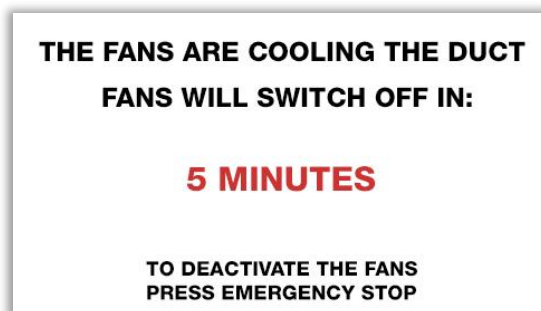 THE FANS ARE COOLING THE DUCT
FANS WILL SWITCH OFF IN:
5 MINUTES
TO DEACTIVATE THE FANS
PRESS EMERGENCY STOP